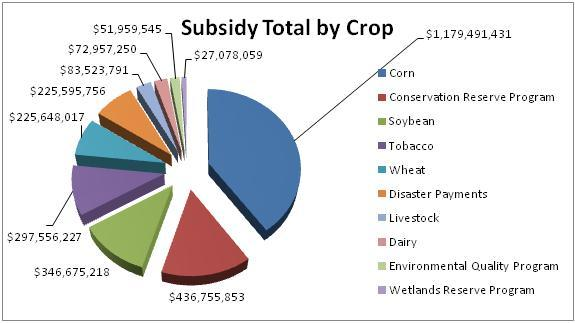 Subsidy Total by Crop
$1,179,491,431
$51,959,545
$72,957,250
$27,078,059
$83,523,791
$225,595,756
$225,648,017
$297,556,227
$346,675,218
$436,755,853
Corn
Conservation Reserve Program
Soybean
Tobacco
Wheat
Disaster Payments
Livestock
Dairy
Environmental Quality Program
Wetlands Reserve Program